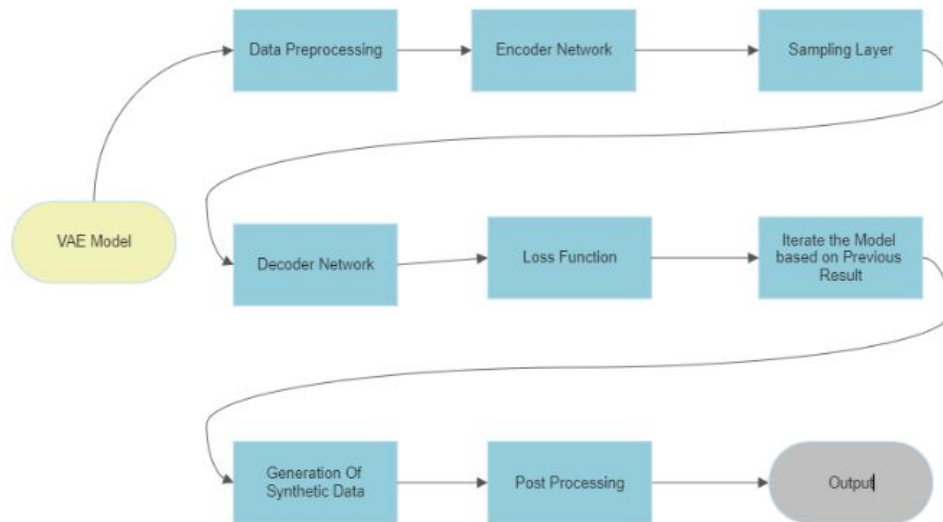 Data Preprocessing
Encoder Network
Sampling Layer
VAE Model
Decoder Network
Loss Function
Iterate the Model
based on Previous
Result
Generation Of
Synthetic Data
Post Processing
Output